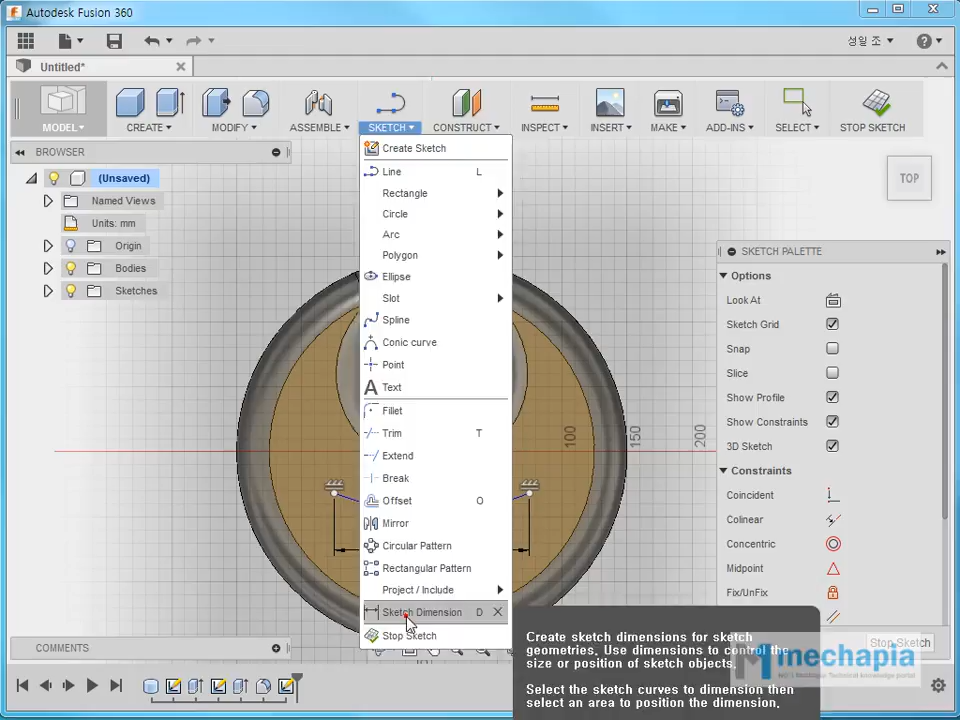 Autodesk Fusion 360
성일 조
Untitled*
MODEL
CREATE
MODIFY
ASSEMBLE
SKETCH
CONSTRUCT
INSPECT
INSERT
MAKE
ADD-INS
SELECT
STOP SKETCH
BROWSER
(Unsaved)
Named Views
Units: mm
Origin
Bodies
Sketches
Create Sketch
Line L
Rectangle
Circle
Arc
Polygon
Ellipse
Slot
Spline
Conic curve
Point
Text
Fillet
Trim T
Extend
Break
Offset O
Mirror
Circular Pattern
Rectangular Pattern
Project / Include
Sketch Dimension D
Stop Sketch
TOP
100
150
200
SKETCH PALETTE
Options
Look At
Sketch Grid
Snap
Slice
Show Profile
Show Constraints
3D Sketch
Constraints
Coincident
Colinear
Concentric
Midpoint
Fix/UnFix
Stop Sketch
Create sketch dimensions for sketch
geometries. Use dimensions to control the
size or position of sketch objects.
Select the sketch curves to dimension then
select an area to position the dimension.
mechapia
COMMENTS